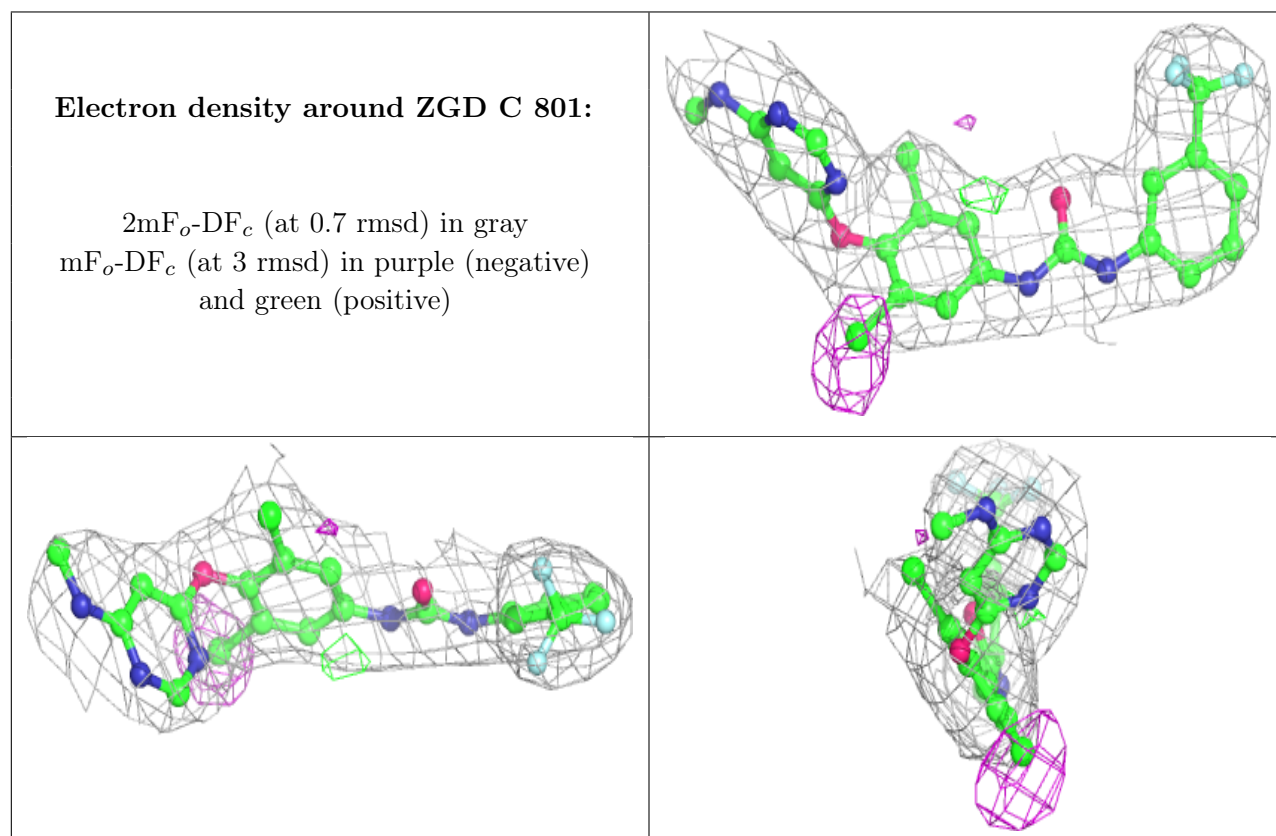 Electron density around ZGD C 801:
2mFₒ-DF𝒸 (at 0.7 rmsd) in gray
mFₒ-DF𝒸 (at 3 rmsd) in purple (negative)
and green (positive)